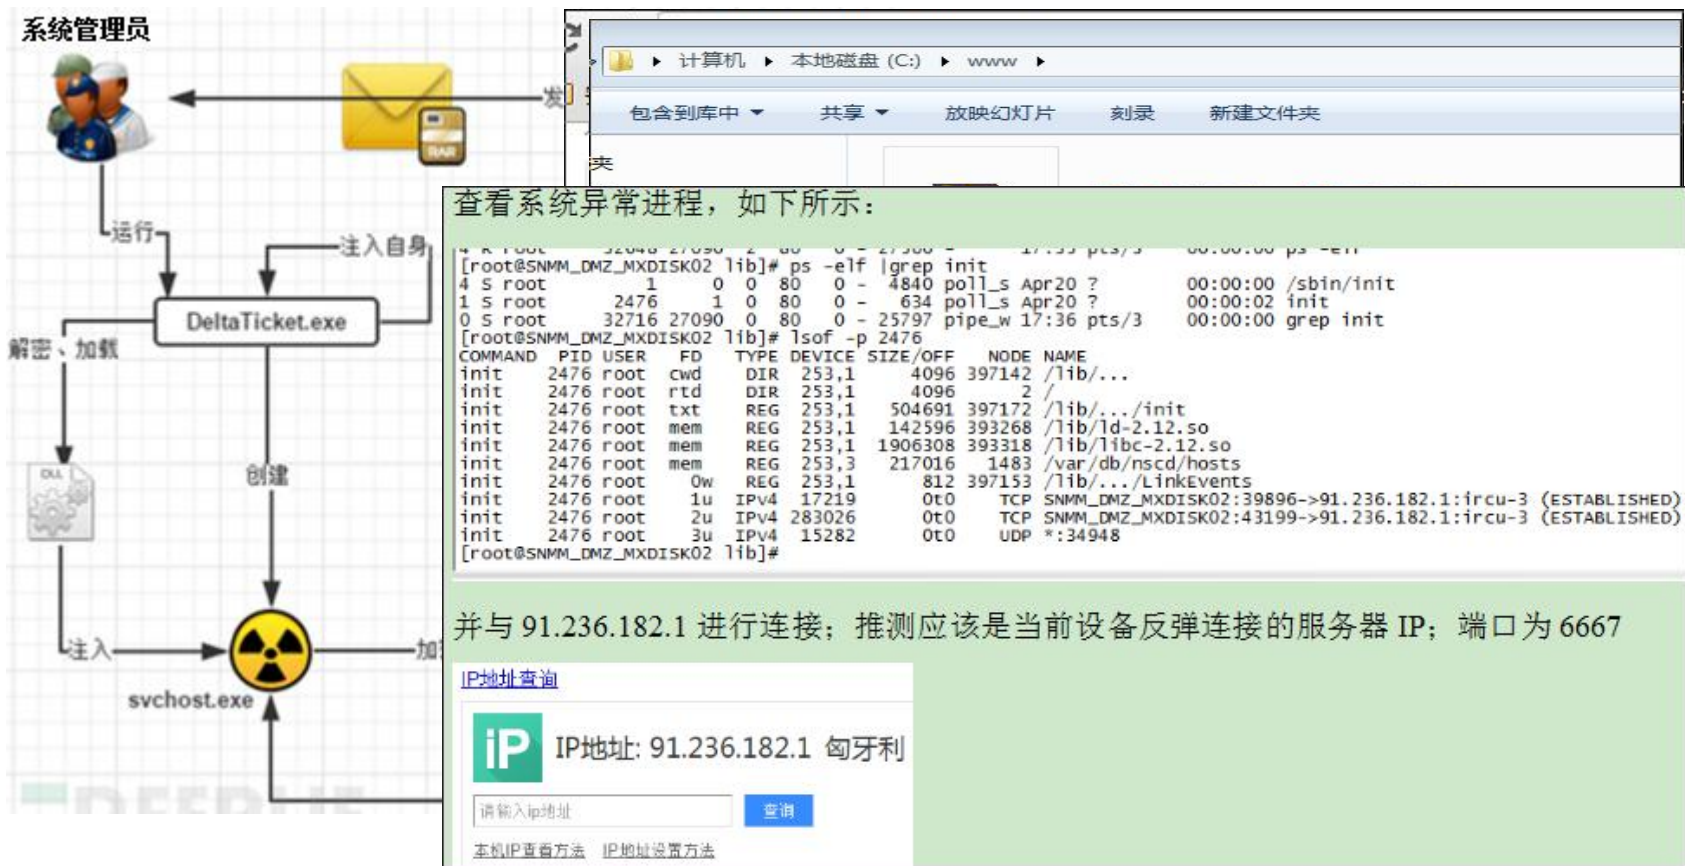 系统管理员
发
运行
注入自身
DeltaTicket.exe
解密、加载
DLL
创建
注入
svchost.exe
RAR
计算机 本地磁盘 (C:) www
包含到库中 共享 放映幻灯片 刻录 新建文件夹
夹
查看系统异常进程，如下所示：
[root@SNMM_DMZ_MXDISK02 lib]# ps -elf |grep init
4 S root 1 0 0 80 0 - 4840 poll_s Apr20 ? 00:00:00 /sbin/init
1 S root 2476 1 0 80 0 - 634 poll_s Apr20 ? 00:00:02 init
0 S root 32716 27090 0 80 0 - 25797 pipe_w 17:36 pts/3 00:00:00 grep init
[root@SNMM_DMZ_MXDISK02 lib]# lsof -p 2476
COMMAND PID USER FD TYPE DEVICE SIZE/OFF NODE NAME
init 2476 root cwd DIR 253,1 4096 397142 /lib/...
init 2476 root rtd DIR 253,1 4096 2 /
init 2476 root txt REG 253,1 504691 397172 /lib/.../init
init 2476 root mem REG 253,1 142596 393268 /lib/ld-2.12.so
init 2476 root mem REG 253,1 1906308 393318 /lib/libc-2.12.so
init 2476 root mem REG 253,3 217016 1483 /var/db/nscd/hosts
init 2476 root 0w REG 253,1 812 397153 /lib/.../LinkEvents
init 2476 root 1u IPv4 17219 0t0 TCP SNMM_DMZ_MXDISK02:39896->91.236.182.1:ircu-3 (ESTABLISHED)
init 2476 root 2u IPv4 283026 0t0 TCP SNMM_DMZ_MXDISK02:43199->91.236.182.1:ircu-3 (ESTABLISHED)
init 2476 root 3u IPv4 15282 0t0 UDP *:34948
[root@SNMM_DMZ_MXDISK02 lib]#
并与 91.236.182.1 进行连接；推测应该是当前设备反弹连接的服务器 IP；端口为 6667
IP地址查询
iP IP地址: 91.236.182.1 匈牙利
请输入ip地址 查询
本机IP查看方法 IP地址设置方法